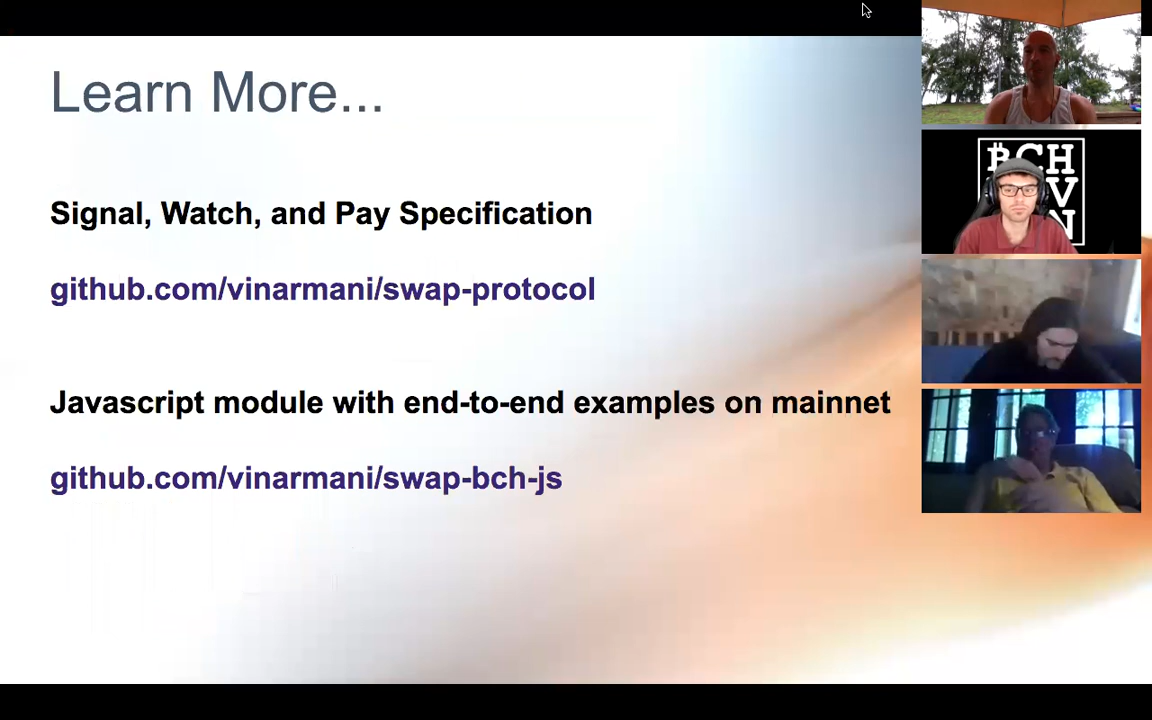 Learn More...
Signal, Watch, and Pay Specification
github.com/vinarmani/swap-protocol
Javascript module with end-to-end examples on mainnet
github.com/vinarmani/swap-bch-js
BCH